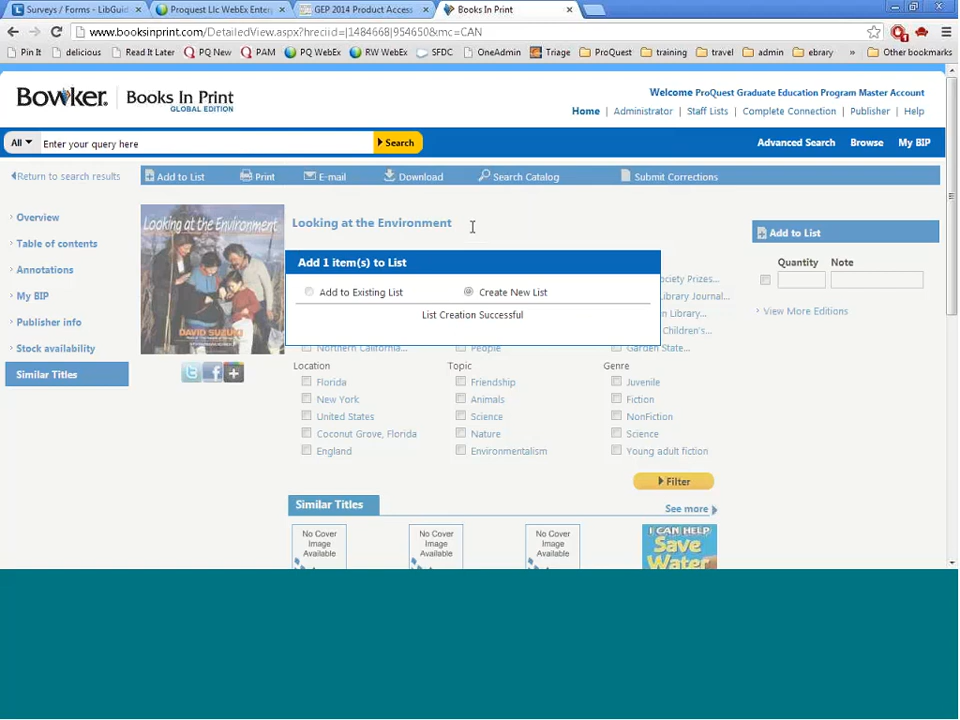 Surveys / Forms - LibGuid
Proquest Llc WebEx Enter
GEP 2014 Product Access
Books In Print
www.booksinprint.com/DetailedView.aspx?hreciid=|1484668|954650&mc=CAN
Pin It delicious Read It Later PQ New PAM PQ WebEx RW WebEx SFDC OneAdmin Triage ProQuest training travel admin ebrary » Other bookmarks
Bowker. Books In Print
GLOBAL EDITION
Welcome ProQuest Graduate Education Program Master Account
Home | Administrator | Staff Lists | Complete Connection | Publisher | Help
All Enter your query here Search Advanced Search Browse My BIP
Return to search results Add to List Print E-mail Download Search Catalog Submit Corrections
Overview
Table of contents
Annotations
My BIP
Publisher info
Stock availability
Similar Titles
Looking at the Environment
DAVID SUZUKI
Looking at the Environment
Add 1 item(s) to List
Add to Existing List Create New List
List Creation Successful
ociety Prizes...
Library Journal...
n Library...
Children's...
Northern California... People Garden State...
Location Topic Genre
Florida Friendship Juvenile
New York Animals Fiction
United States Science NonFiction
Coconut Grove, Florida Nature Science
England Environmentalism Young adult fiction
Filter
Similar Titles See more
No Cover Image Available
No Cover Image Available
No Cover Image Available
I CAN HELP
Save
Water
Add to List
Quantity Note
View More Editions